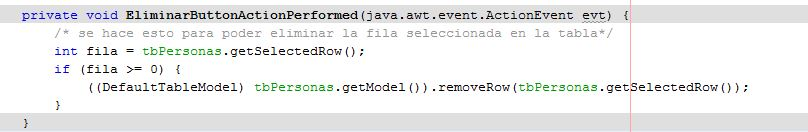 private void EliminarButtonActionPerformed(java.awt.event.ActionEvent evt) {
/* se hace esto para poder eliminar la fila seleccionada en la tabla*/
int fila = tbPersonas.getSelectedRow();
if (fila >= 0) {
((DefaultTableModel) tbPersonas.getModel()).removeRow(tbPersonas.getSelectedRow());
}
}